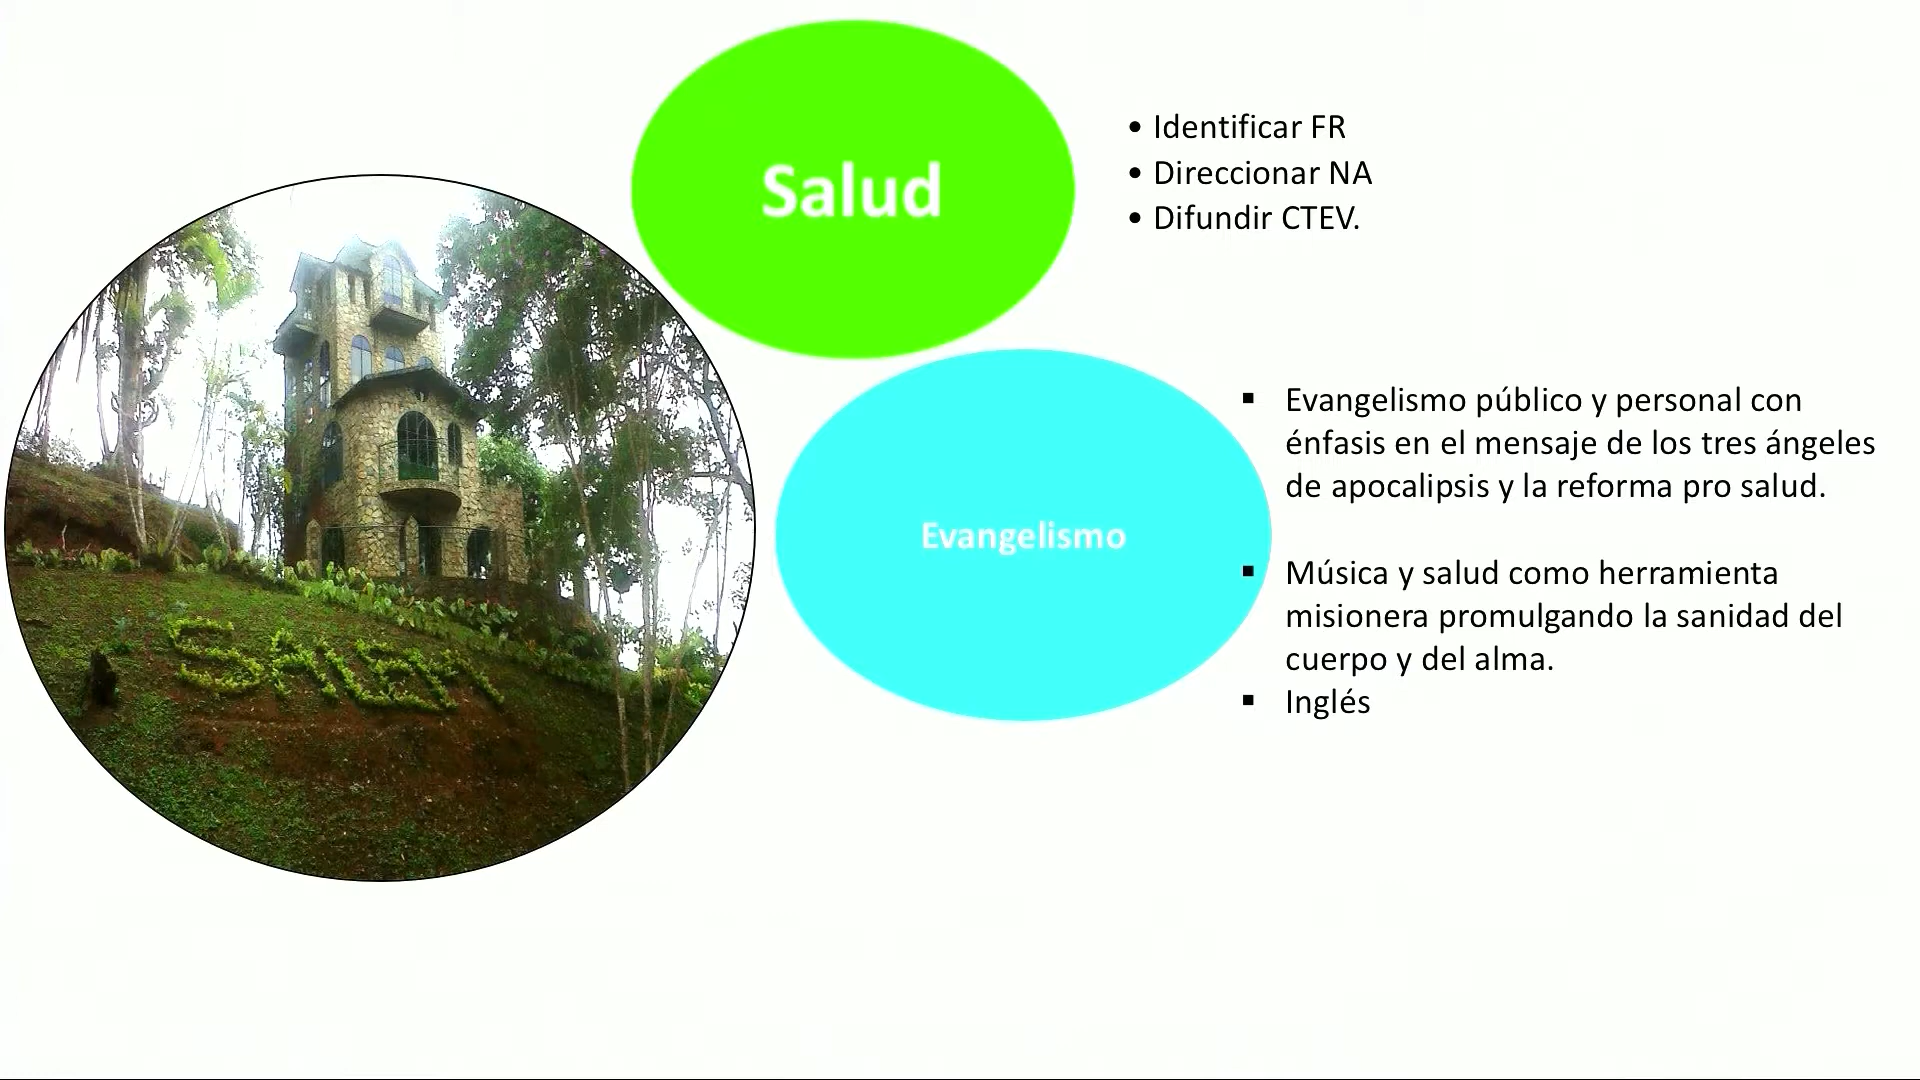 Salud
• Identificar FR
• Direccionar NA
• Difundir CTEV.
SALEM
Evangelismo
▪ Evangelismo público y personal con
énfasis en el mensaje de los tres ángeles
de apocalipsis y la reforma pro salud.
▪ Música y salud como herramienta
misionera promulgando la sanidad del
cuerpo y del alma.
▪ Inglés